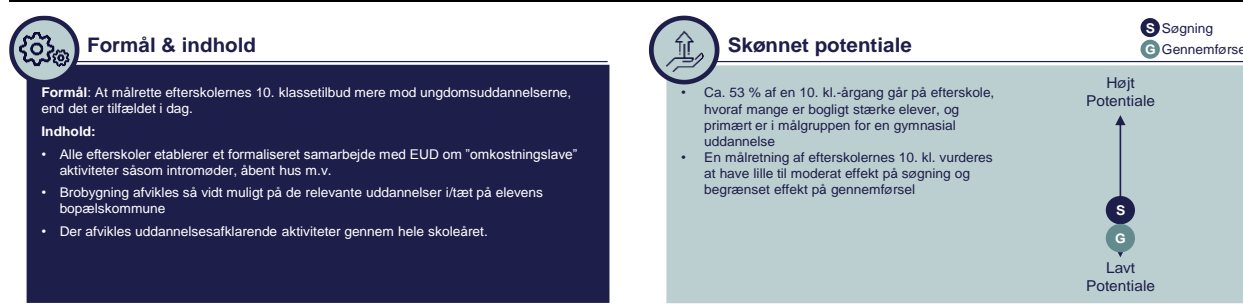 Formål & indhold
Formål: At målrette efterskolernes 10. klassetilbud mere mod ungdomsuddannelserne,
end det er tilfældet i dag.
Indhold:
• Alle efterskoler etablerer et formaliseret samarbejde med EUD om ”omkostningslave”
aktiviteter såsom intromøder, åbent hus m.v.
• Brobygning afvikles så vidt muligt på de relevante uddannelser i/tæt på elevens
bopælskommune
• Der afvikles uddannelsesafklarende aktiviteter gennem hele skoleåret.
Skønnet potentiale
S Søgning
G Gennemførse
• Ca. 53 % af en 10. kl.-årgang går på efterskole,
hvoraf mange er bogligt stærke elever, og
primært er i målgruppen for en gymnasial
uddannelse
• En målretning af efterskolernes 10. kl. vurderes
at have lille til moderat effekt på søgning og
begrænset effekt på gennemførsel
Højt
Potentiale
S
G
Lavt
Potentiale